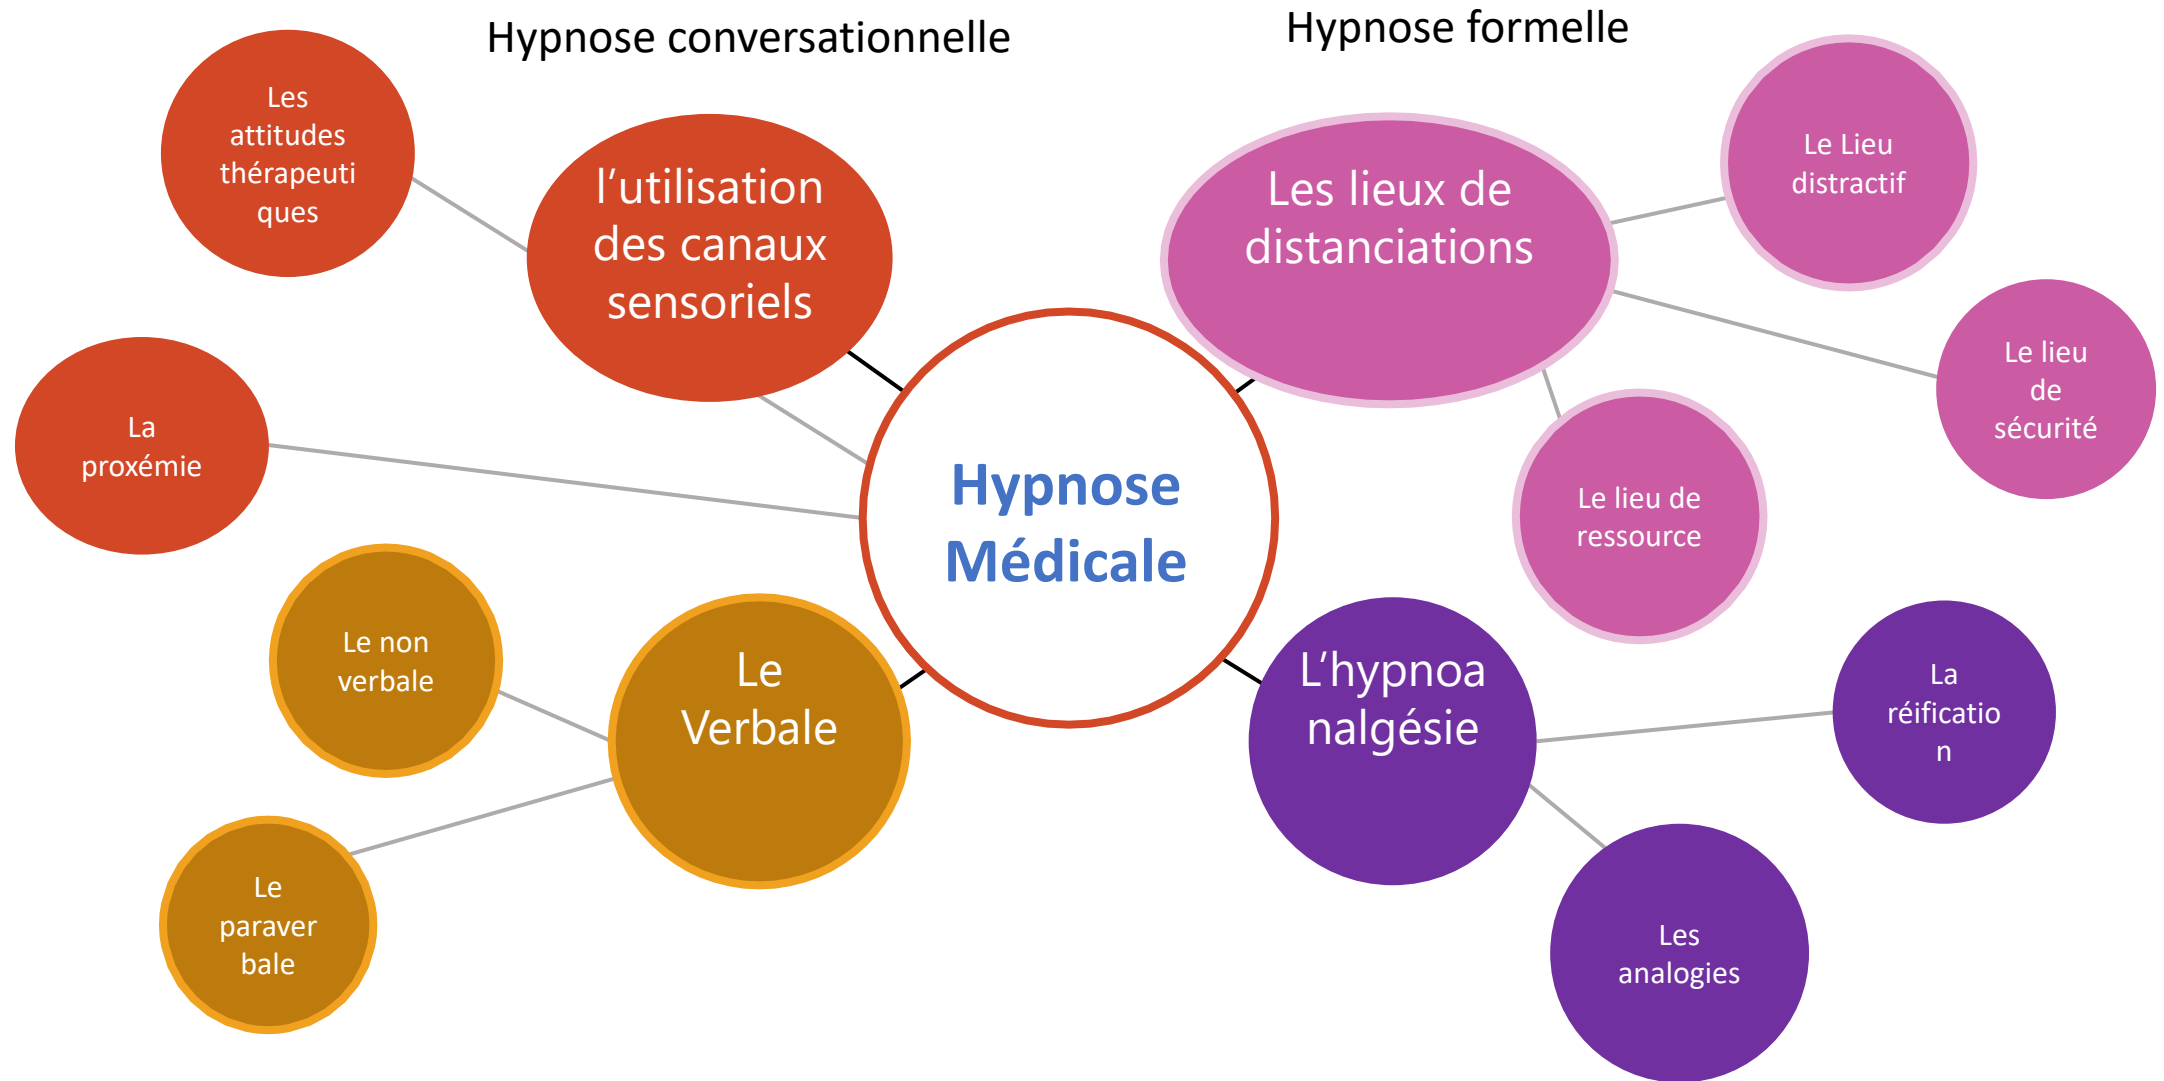 Hypnose conversationnelle
Hypnose formelle
Les
attitudes
thérapeuti
ques
l'utilisation
des canaux
sensoriels
La
proxémie
Le non
verbale
Le
paraver
bale
Le
Verbale
Hypnose
Médicale
Les lieux de
distanciations
Le Lieu
distractif
Le lieu
de
sécurité
Le lieu de
ressource
L'hypnoa
nalgésie
La
réificatio
n
Les
analogies